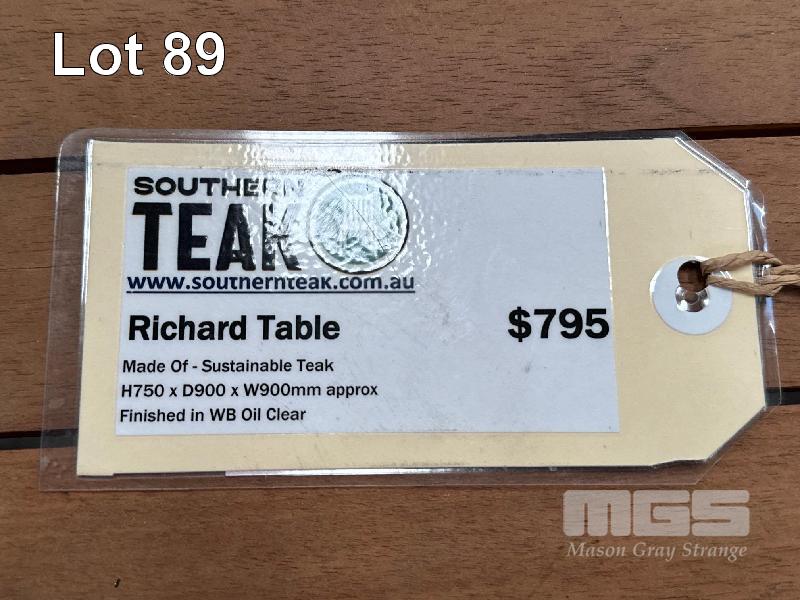 Lot 89
SOUTHERN
TEAK
www.southernteak.com.au
Richard Table $795
Made Of - Sustainable Teak
H750 x D900 x W900mm approx
Finished in WB Oil Clear
MGS
Mason Gray Strange